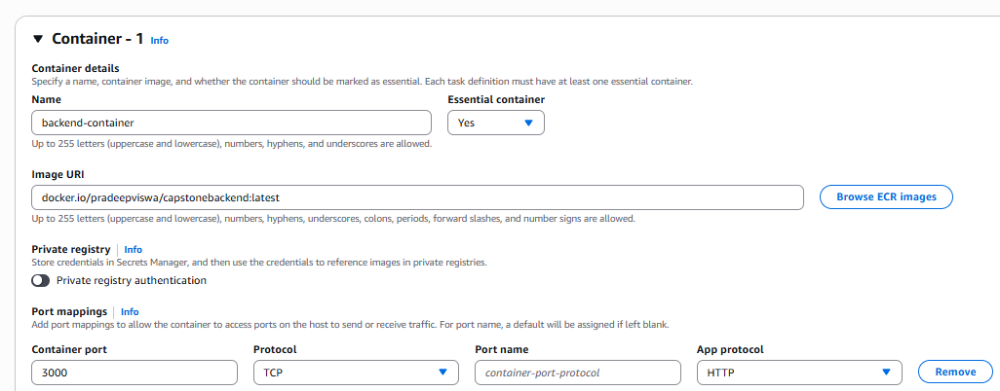 Container - 1 Info
Container details
Specify a name, container image, and whether the container should be marked as essential. Each task definition must have at least one essential container.
Name Essential container
backend-container Yes
Up to 255 letters (uppercase and lowercase), numbers, hyphens, and underscores are allowed.
Image URI
docker.io/pradeepviswa/capstonebackend:latest Browse ECR images
Up to 255 letters (uppercase and lowercase), numbers, hyphens, underscores, colons, periods, forward slashes, and number signs are allowed.
Private registry Info
Store credentials in Secrets Manager, and then use the credentials to reference images in private registries.
Private registry authentication
Port mappings Info
Add port mappings to allow the container to access ports on the host to send or receive traffic. For port name, a default will be assigned if left blank.
Container port Protocol Port name App protocol
3000 TCP container-port-protocol HTTP Remove